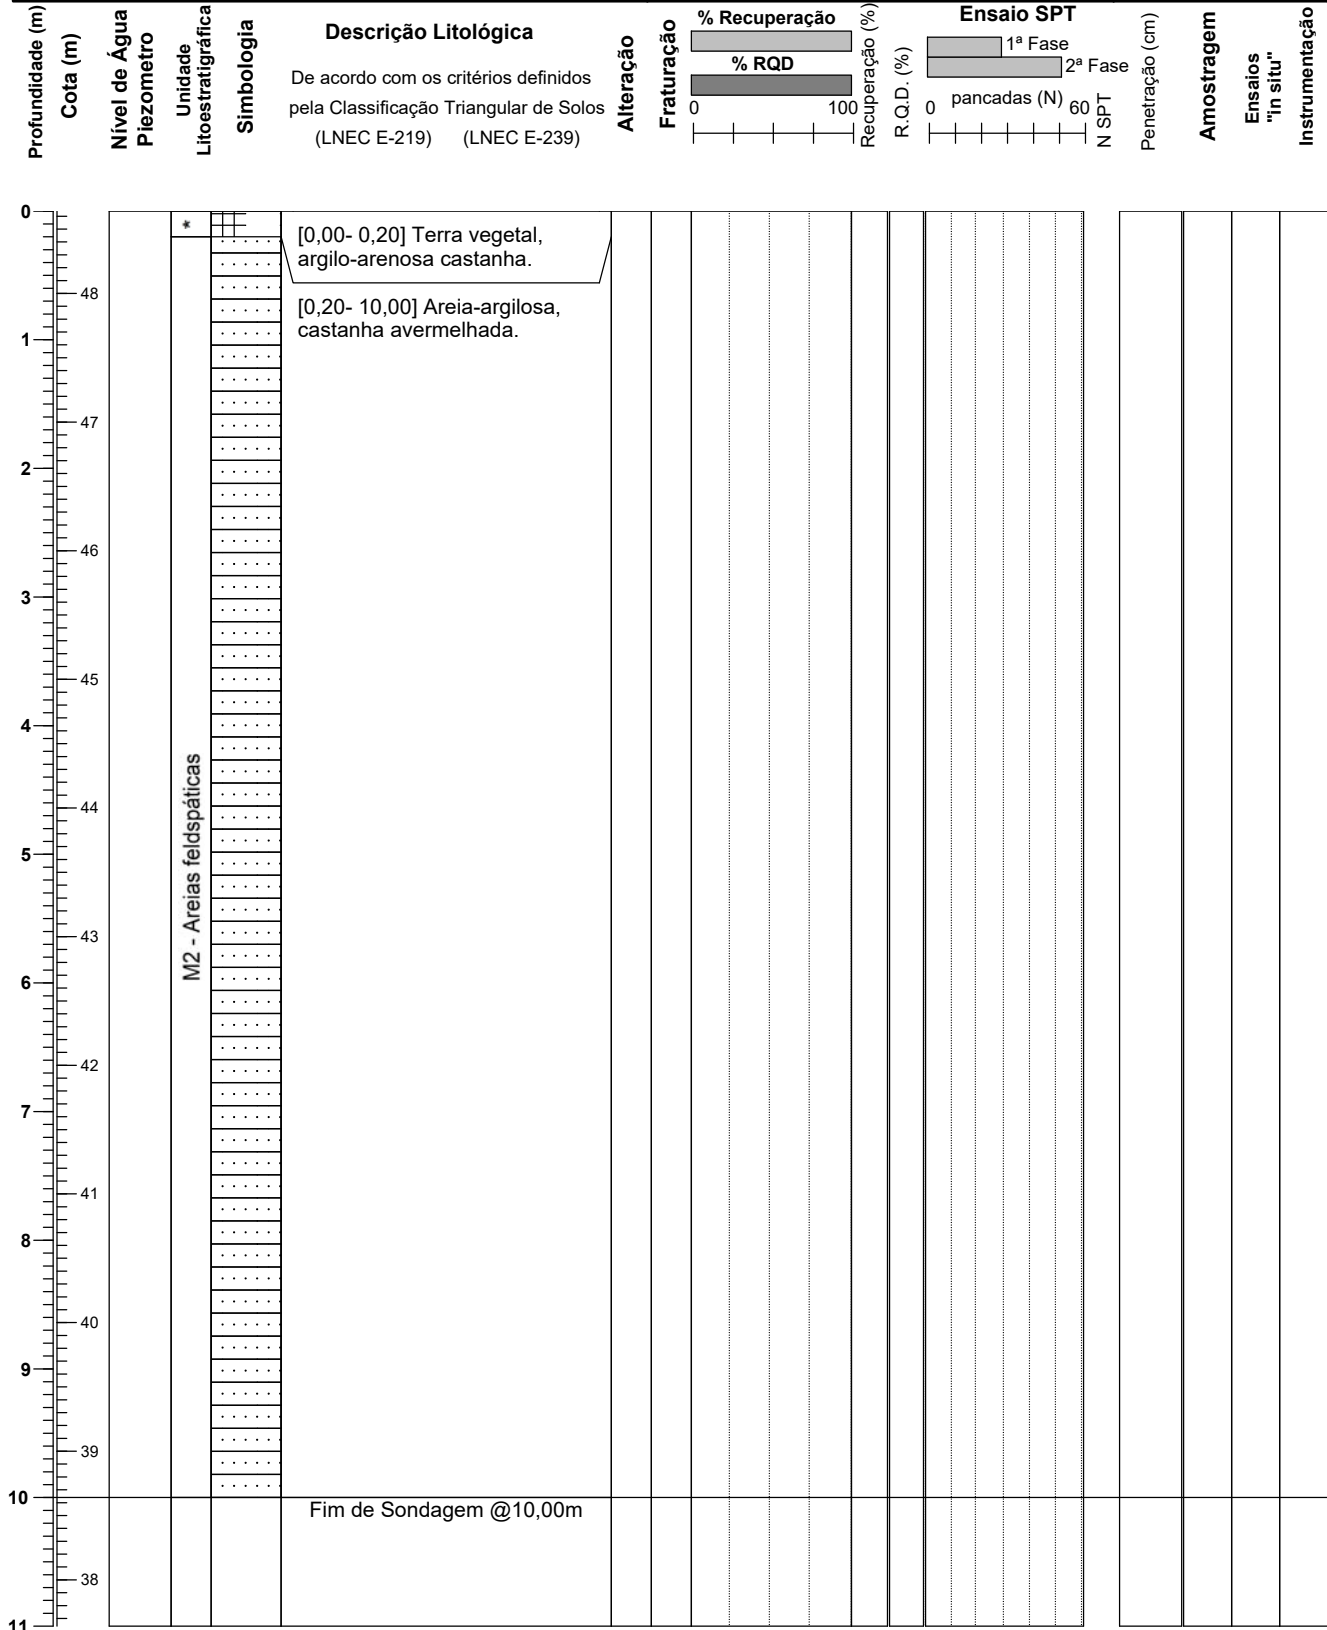 Profundidade (m)
Cota (m)
Nível de Água
Piezometro
Unidade
Litoestratigráfica
Simbologia
Descrição Litológica
De acordo com os critérios definidos
pela Classificação Triangular de Solos
(LNEC E-219) (LNEC E-239)
Alteração
Fraturação
% Recuperação
% RQD
0 100
Recuperação (%)
R.Q.D. (%)
Ensaio SPT
1ª Fase
2ª Fase
pancadas (N)
0 60
N SPT
Penetração (cm)
Amostragem
Ensaios
"in situ"
Instrumentação
0
*
[0,00- 0,20] Terra vegetal,
argilo-arenosa castanha.
48
[0,20- 10,00] Areia-argilosa,
castanha avermelhada.
1
47
2
46
3
45
4
44
M2 - Areias feldspáticas
5
43
6
42
7
41
8
40
9
39
10
Fim de Sondagem @10,00m
38
11